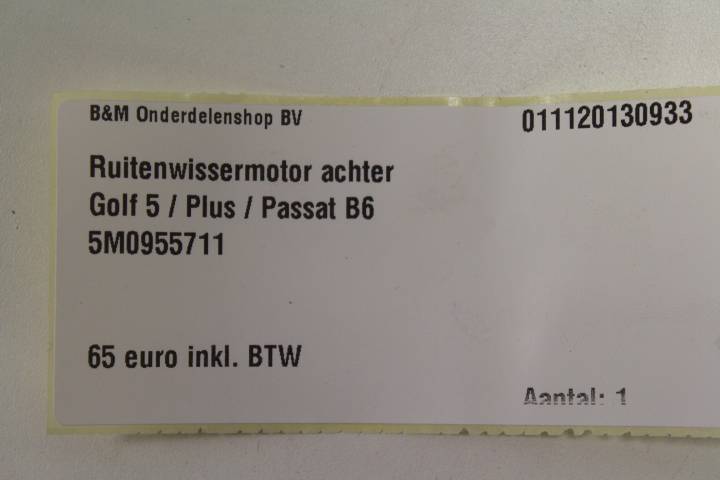 B&M Onderdelenshop BV
011120130933
Ruitenwissermotor achter
Golf 5 / Plus / Passat B6
5M0955711
65 euro inkl. BTW
Aantal: 1